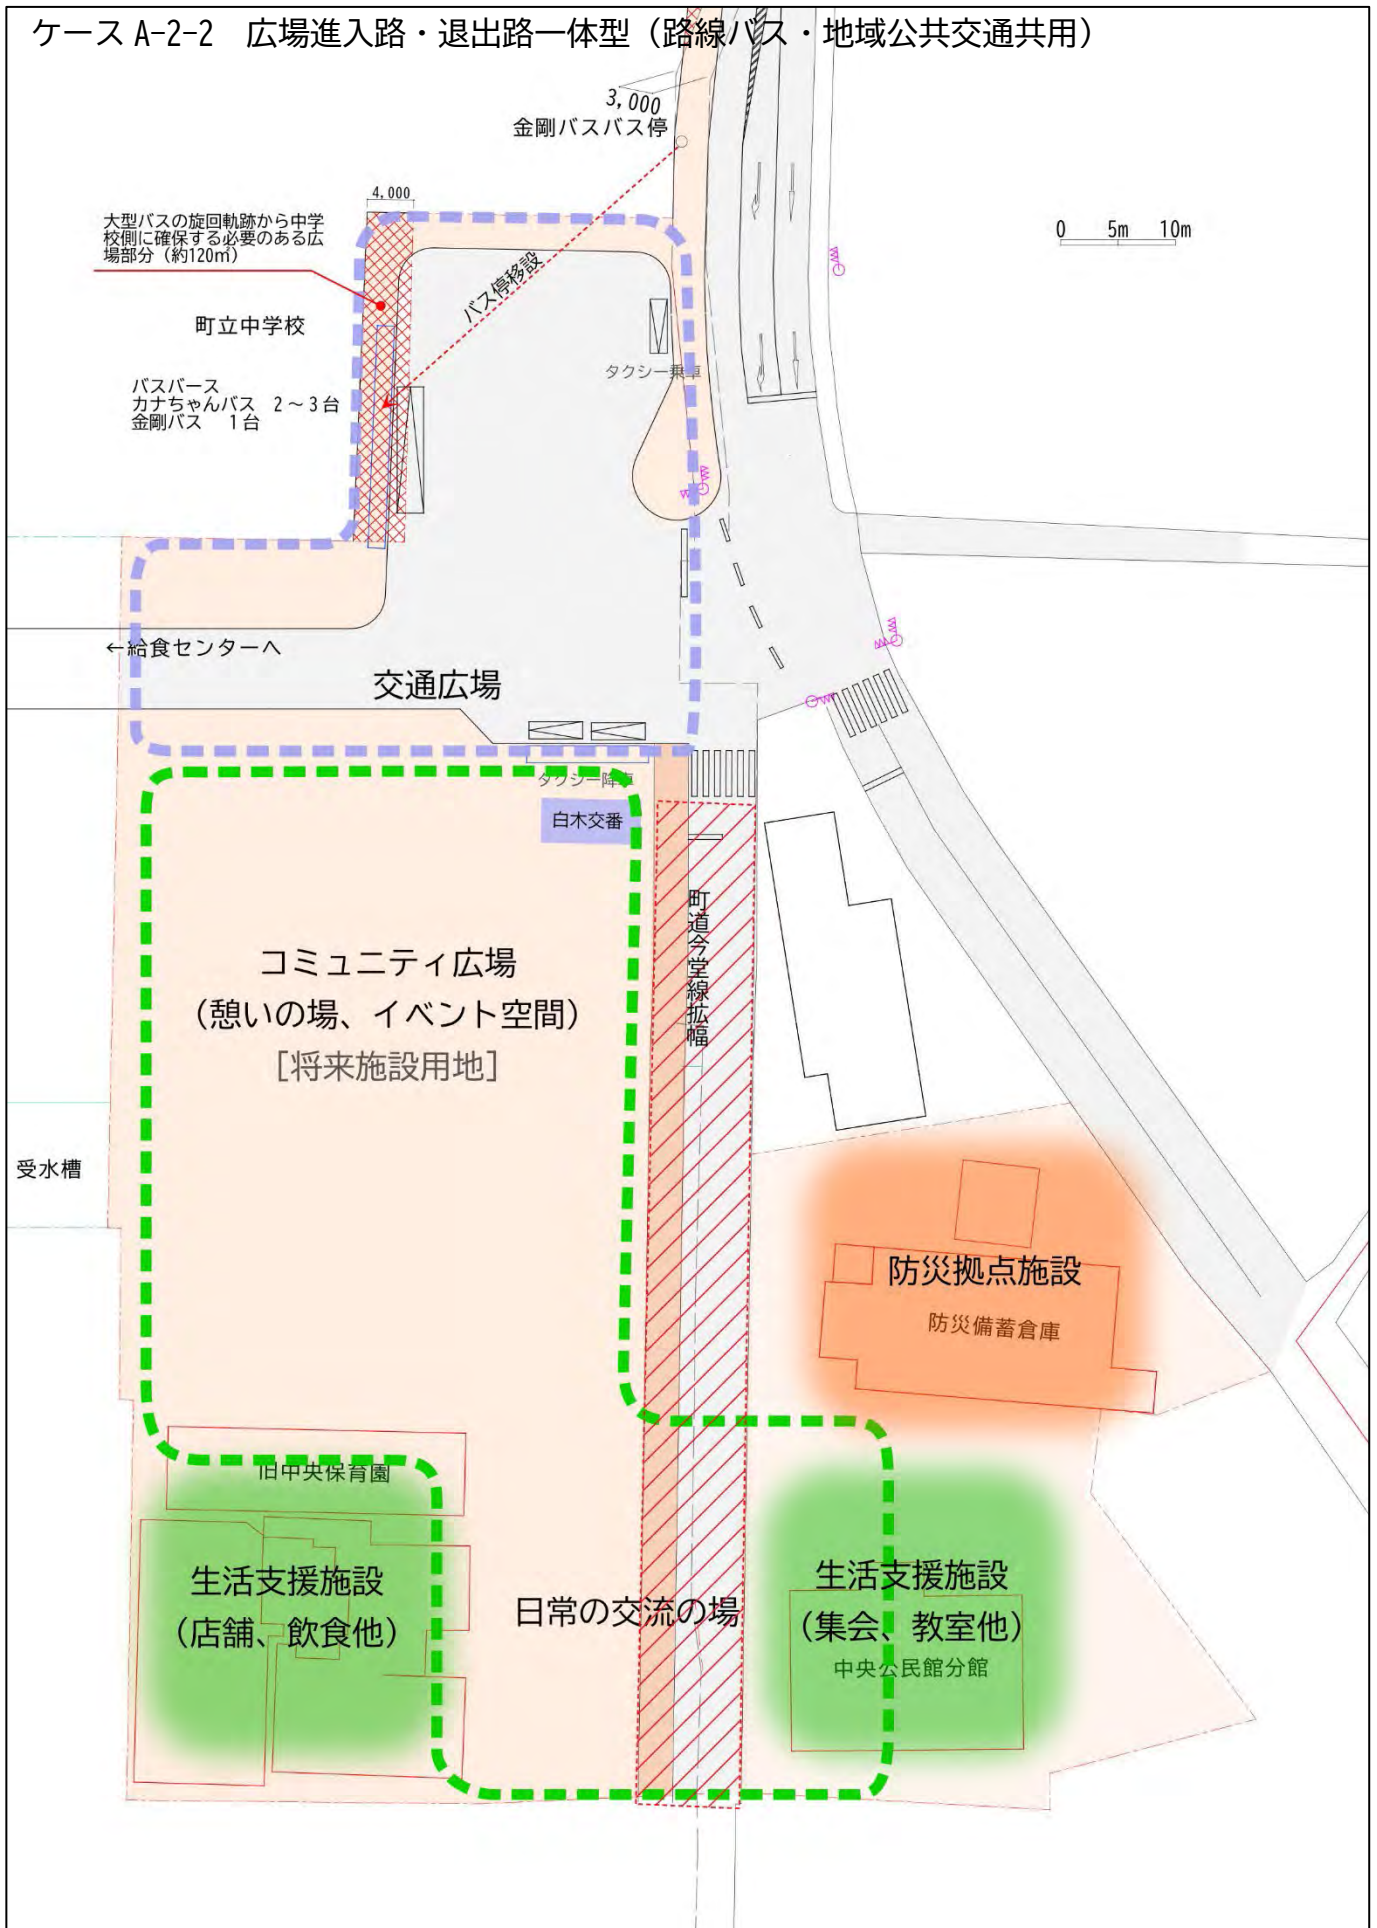 ケース A-2-2　広場進入路・退出路一体型（路線バス・地域公共交通共用）
3,000
金剛バスバス停
4,000
大型バスの旋回軌跡から中学
校側に確保する必要のある広
場部分（約120㎡）
0　5m　10m
バス停移設
町立中学校
タクシー乗車
バスバース
カナちゃんバス　2～3台
金剛バス　1台
←給食センターへ
交通広場
タクシー降車
白木交番
町道今堂線拡幅
コミュニティ広場
（憩いの場、イベント空間）
［将来施設用地］
受水槽
防災拠点施設
防災備蓄倉庫
旧中央保育園
生活支援施設
（店舗、飲食他）
日常の交流の場
生活支援施設
（集会、教室他）
中央公民館分館